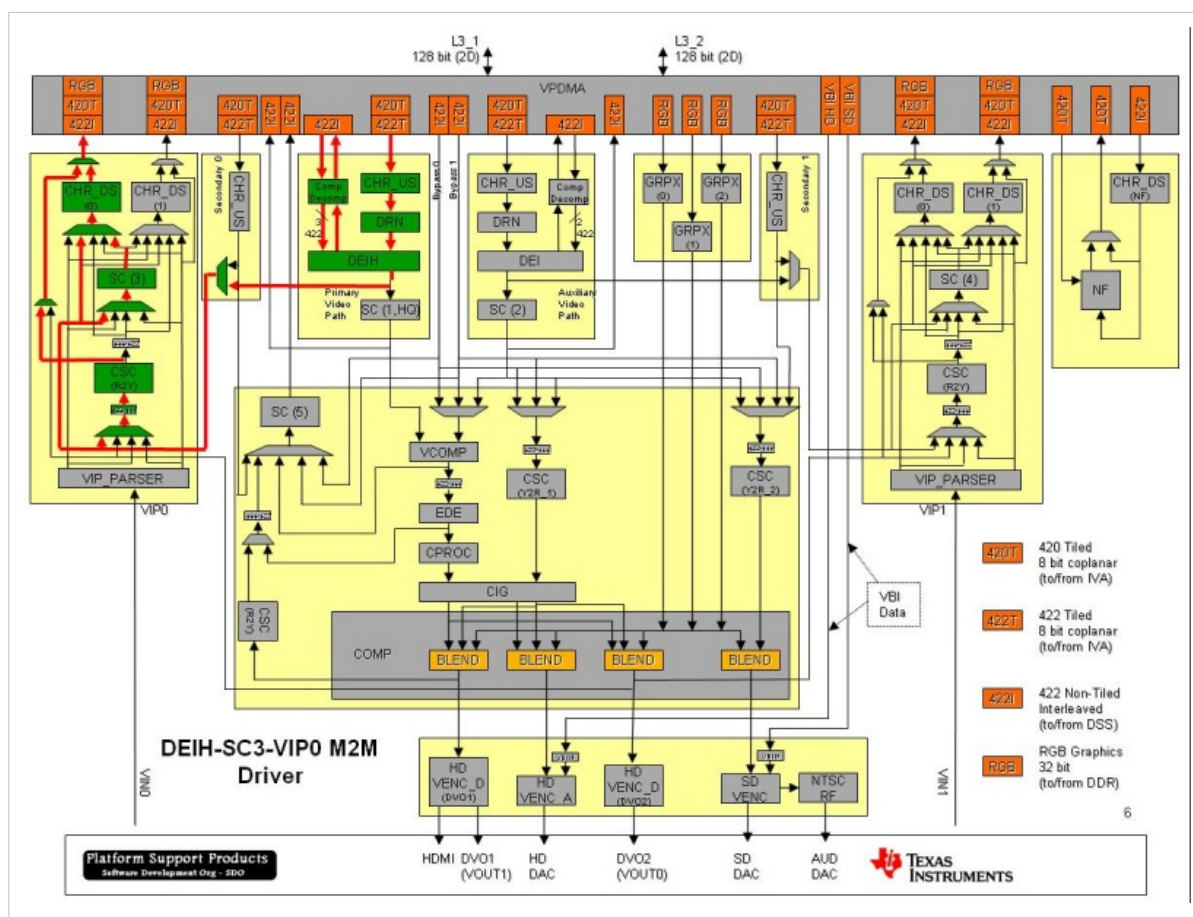 L3_1
128 bit (2D)
L3_2
128 bit (2D)
VPDMA
RGB
420T
422I
RGB
420T
422I
420T
422T
422I
422I
422I
420T
422T
422I
422I
420T
422T
422I
422I
RGB
RGB
RGB
420T
422T
VBI HD
VBI SD
RGB
420T
422I
RGB
420T
422I
420T
420T
422I
CHR_DS
(0)
CHR_DS
(1)
SC (3)
CSC
(R2Y)
VIP_PARSER
VIP0
Secondary 0
CHR_US
Comp
Decomp
3
422
CHR_US
DRN
DEIH
Primary
Video
Path
SC (1_HQ)
Bypass 0
Bypass 1
CHR_US
DRN
DEI
Comp
Decomp
2
422
SC (2)
Auxiliary
Video
Path
GRPX
(0)
GRPX
(1)
GRPX
(2)
Secondary 1
CHR_US
CHR_DS
(0)
CHR_DS
(1)
SC (4)
CSC
(R2Y)
VIP_PARSER
VIP1
CHR_DS
(NF)
NF
SC (5)
VCOMP
CSC
(Y2R_1)
CSC
(Y2R_2)
EDE
CPROC
CIG
CSC
(R2Y)
COMP
BLEND
BLEND
BLEND
BLEND
VBI
Data
420T
420 Tiled
8 bit coplanar
(to/from IVA)
422T
422 Tiled
8 bit coplanar
(to/from IVA)
422I
422 Non-Tiled
Interleaved
(to/from DSS)
RGB
RGB Graphics
32 bit
(to/from DDR)
DEIH-SC3-VIP0 M2M
Driver
HD
VENC_D
(DVO1)
HD
VENC_A
HD
VENC_D
(DVO2)
SD
VENC
NTSC
RF
VIN0
VIN1
6
Platform Support Products
Software Development Org - SDO
HDMI
DVO1
(VOUT1)
HD
DAC
DVO2
(VOUT0)
SD
DAC
AUD
DAC
TEXAS
INSTRUMENTS